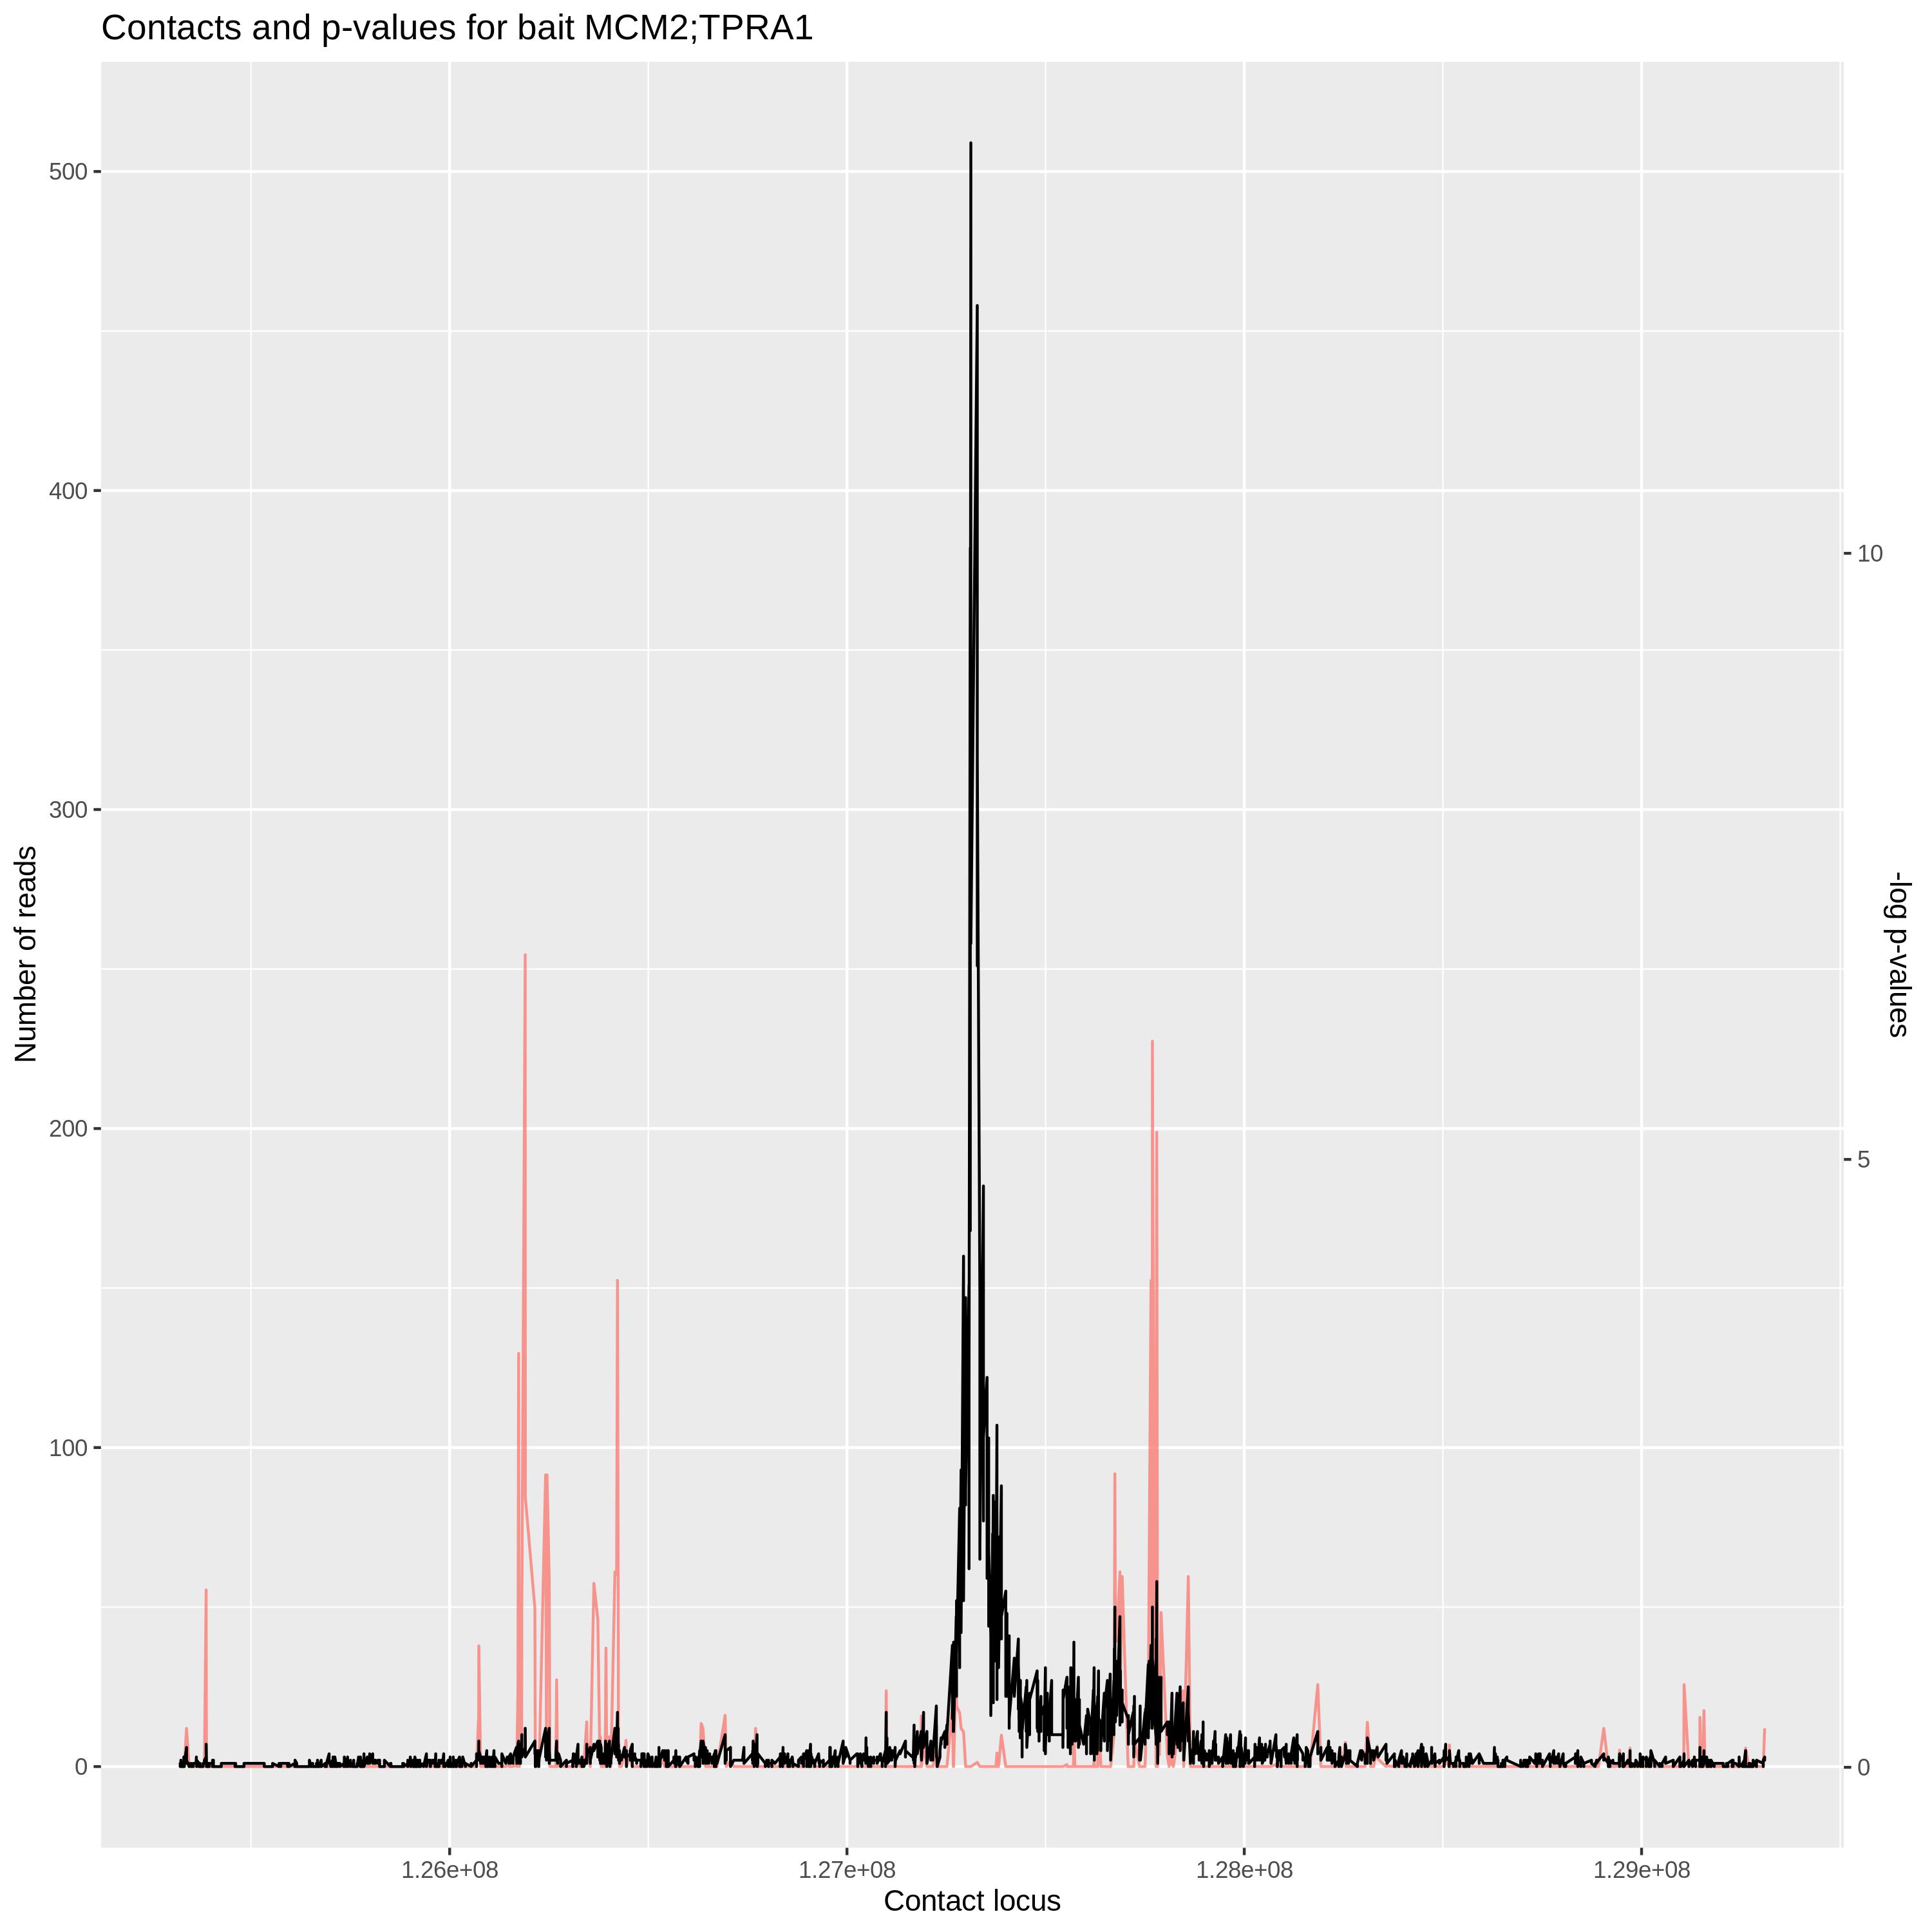 Contacts and p-values for bait MCM2;TPRA1
500
400
300
200
100
0
Number of reads
10
5
0
-log p-values
1.26e+08
1.27e+08
1.28e+08
1.29e+08
Contact locus